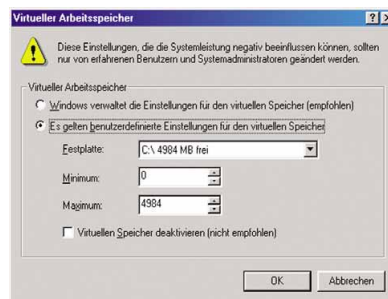 Virtueller Arbeitsspeicher
Diese Einstellungen, die die Systemleistung negativ beeinflussen können, sollten
nur von erfahrenen Benutzern und Systemadministratoren geändert werden.
Virtueller Arbeitsspeicher
Windows verwaltet die Einstellungen für den virtuellen Speicher (empfohlen)
Es gelten benutzerdefinierte Einstellungen für den virtuellen Speicher
Festplatte: C:\ 4984 MB frei
Minimum: 0
Maximum: 4984
Virtuellen Speicher deaktivieren (nicht empfohlen)
OK Abbrechen